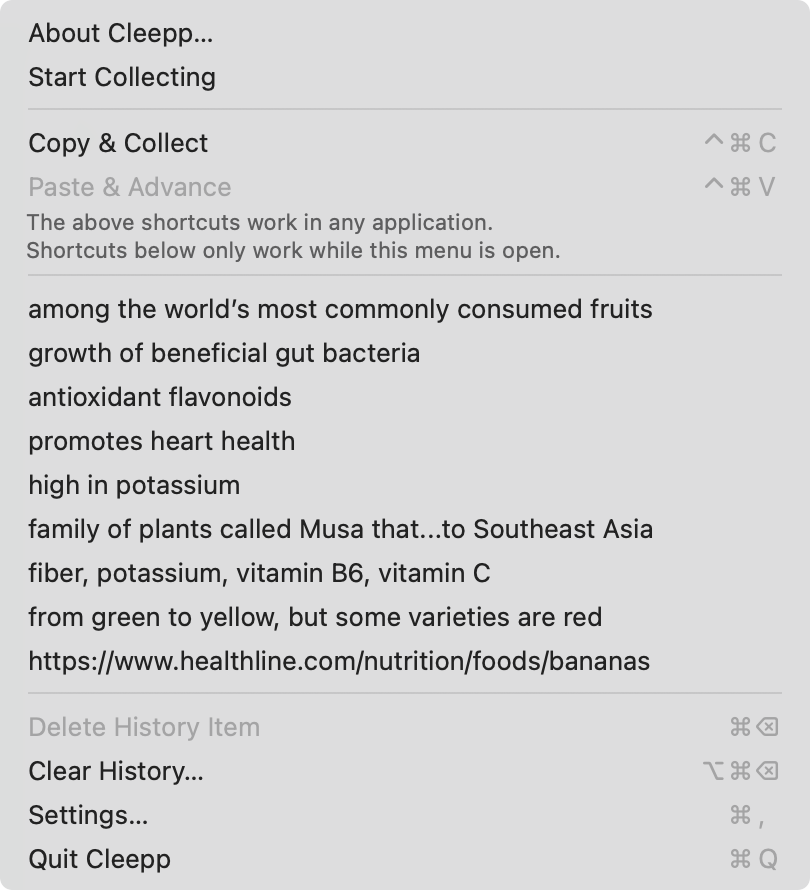 About Cleepp...
Start Collecting
Copy & Collect ^⌘C
Paste & Advance ^⌘V
The above shortcuts work in any application.
Shortcuts below only work while this menu is open.
among the world’s most commonly consumed fruits
growth of beneficial gut bacteria
antioxidant flavonoids
promotes heart health
high in potassium
family of plants called Musa that...to Southeast Asia
fiber, potassium, vitamin B6, vitamin C
from green to yellow, but some varieties are red
https://www.healthline.com/nutrition/foods/bananas
Delete History Item ⌘⌫
Clear History... ⌥⌘⌫
Settings... ⌘,
Quit Cleepp ⌘Q